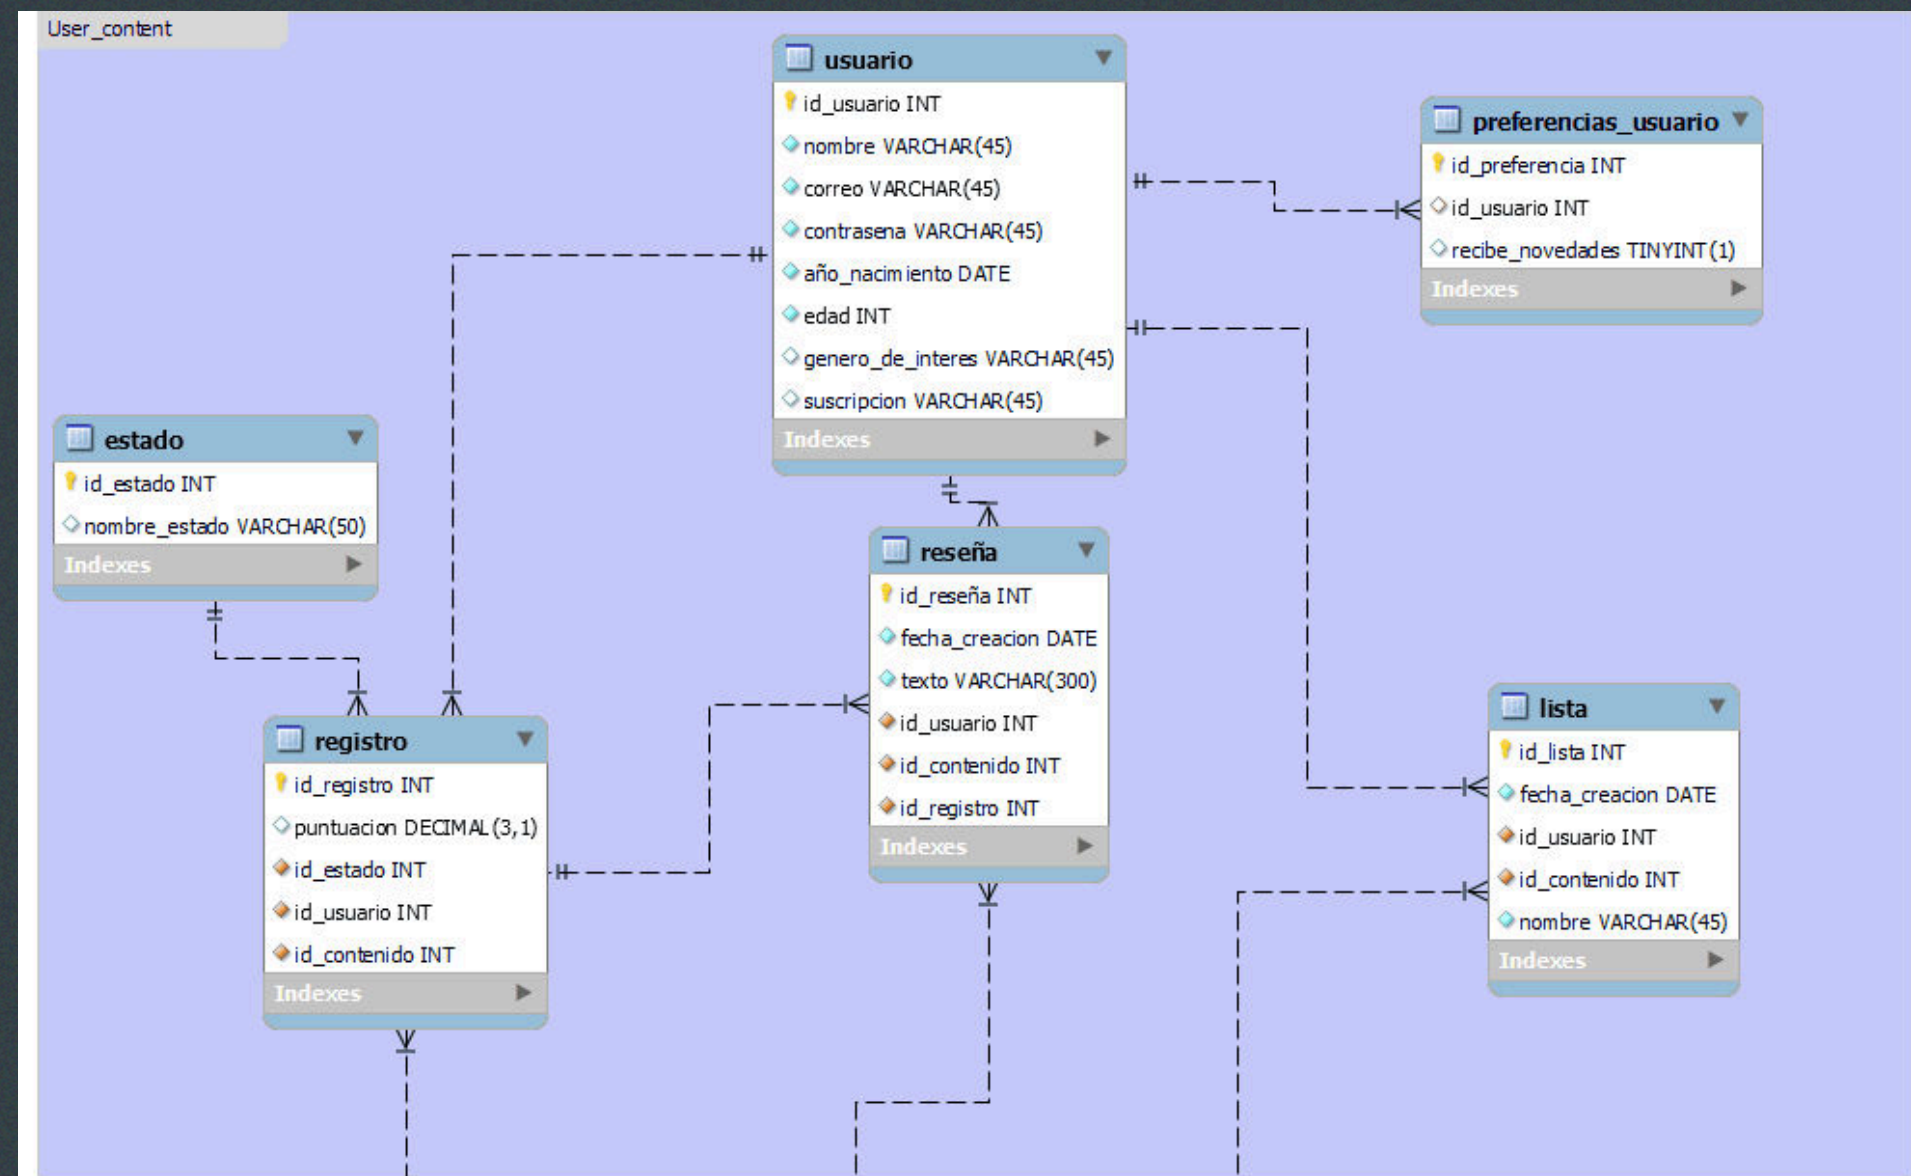 User_content
usuario
id_usuario INT
nombre VARCHAR(45)
correo VARCHAR(45)
contrasena VARCHAR(45)
año_nacimiento DATE
edad INT
genero_de_interes VARCHAR(45)
suscripcion VARCHAR(45)
Indexes
preferencias_usuario
id_preferencia INT
id_usuario INT
recibe_novedades TINYINT(1)
Indexes
estado
id_estado INT
nombre_estado VARCHAR(50)
Indexes
reseña
id_reseña INT
fecha_creacion DATE
texto VARCHAR(300)
id_usuario INT
id_contenido INT
id_registro INT
Indexes
registro
id_registro INT
puntuacion DECIMAL(3,1)
id_estado INT
id_usuario INT
id_contenido INT
Indexes
lista
id_lista INT
fecha_creacion DATE
id_usuario INT
id_contenido INT
nombre VARCHAR(45)
Indexes